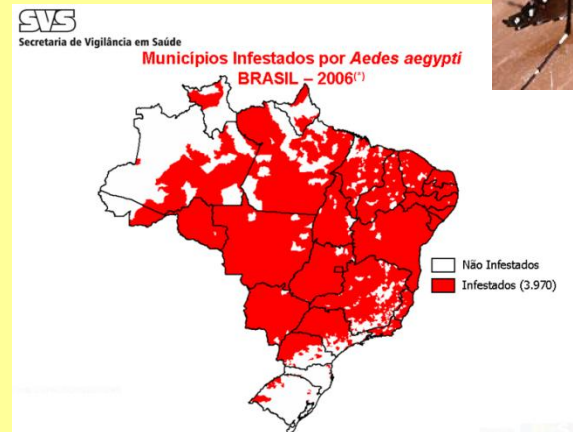 SVS
Secretaria de Vigilância em Saúde
Municípios Infestados por Aedes aegypti
BRASIL – 2006(*)
Não Infestados
Infestados (3.970)